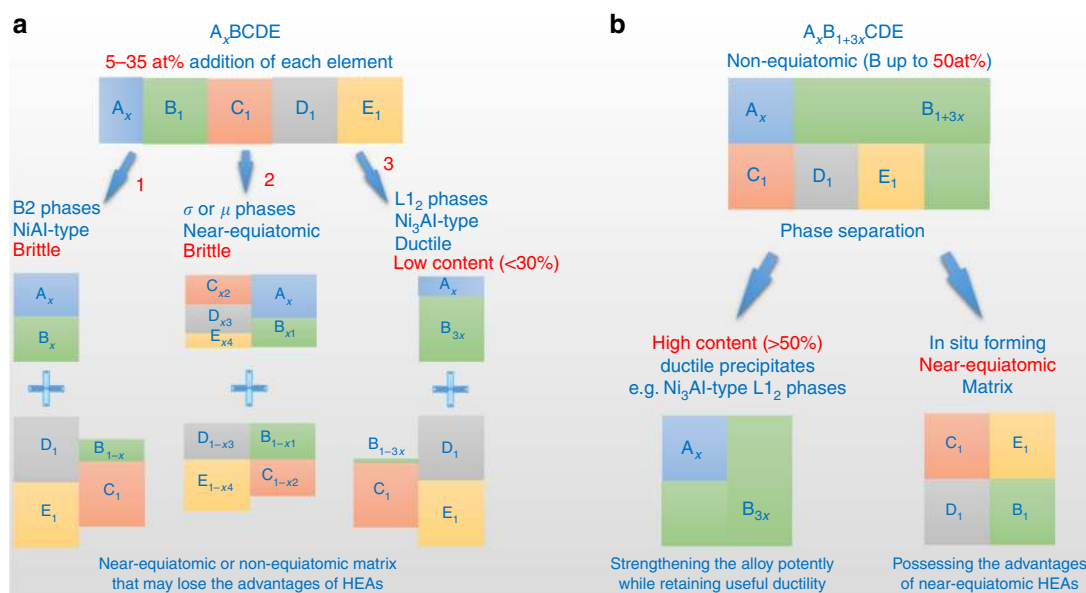 a
AₓBCDE
5–35 at% addition of each element
Aₓ B₁ C₁ D₁ E₁
1
2
3
B2 phases
NiAl-type
Brittle
σ or μ phases
Near-equiatomic
Brittle
L1₂ phases
Ni₃Al-type
Ductile
Low content (<30%)
Aₓ
Bₓ
Cₓ₂
Dₓ₃
Eₓ₄
Aₓ
Bₓ₁
Aₓ
B₃ₓ
D₁
E₁
B₁₋ₓ
C₁
D₁₋ₓ₃
E₁₋ₓ₄
B₁₋ₓ₁
C₁₋ₓ₂
B₁₋₃ₓ
C₁
D₁
E₁
Near-equiatomic or non-equiatomic matrix
that may lose the advantages of HEAs
b
AₓB₁₊₃ₓCDE
Non-equiatomic (B up to 50at%)
Aₓ B₁₊₃ₓ
C₁ D₁ E₁
Phase separation
High content (>50%)
ductile precipitates
e.g. Ni₃Al-type L1₂ phases
In situ forming
Near-equiatomic
Matrix
Aₓ
B₃ₓ
C₁ E₁
D₁ B₁
Strengthening the alloy potently
while retaining useful ductility
Possessing the advantages
of near-equiatomic HEAs